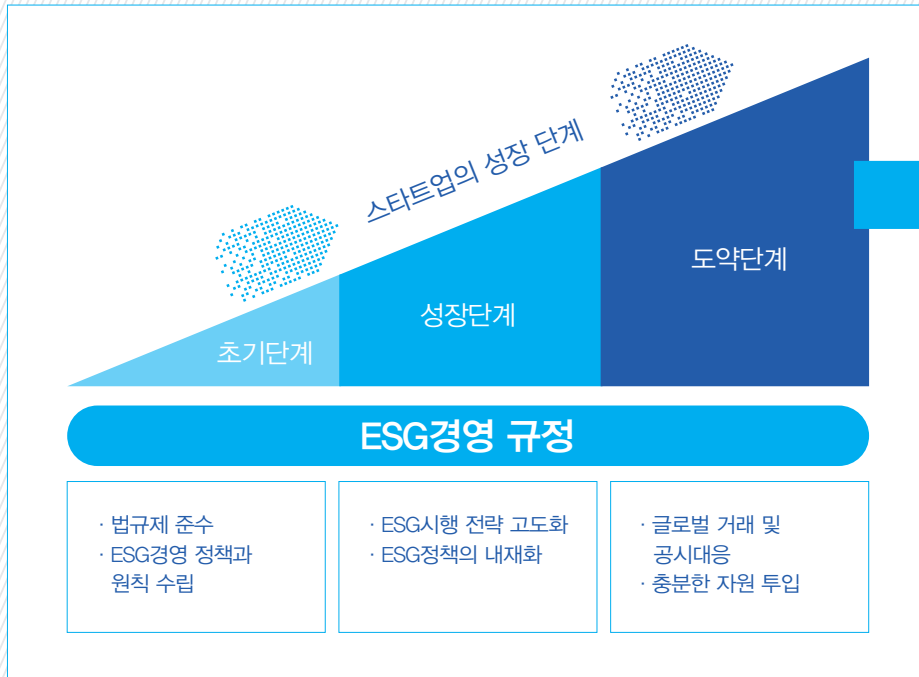 스타트업의 성장 단계
초기단계
성장단계
도약단계
ESG경영 규정
· 법규제 준수
· ESG경영 정책과
원칙 수립
· ESG시행 전략 고도화
· ESG정책의 내재화
· 글로벌 거래 및
공시대응
· 충분한 자원 투입